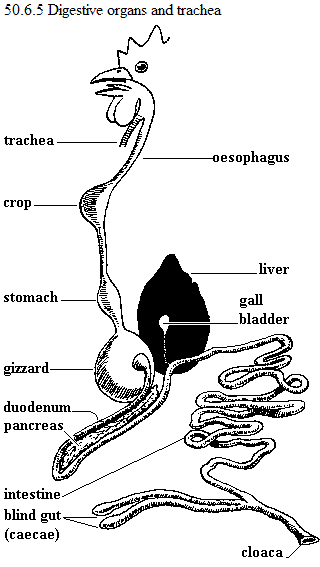 50.6.5 Digestive organs and trachea
trachea
oesophagus
crop
liver
stomach
gall
bladder
gizzard
duodenum
pancreas
intestine
blind gut
(caecae)
cloaca